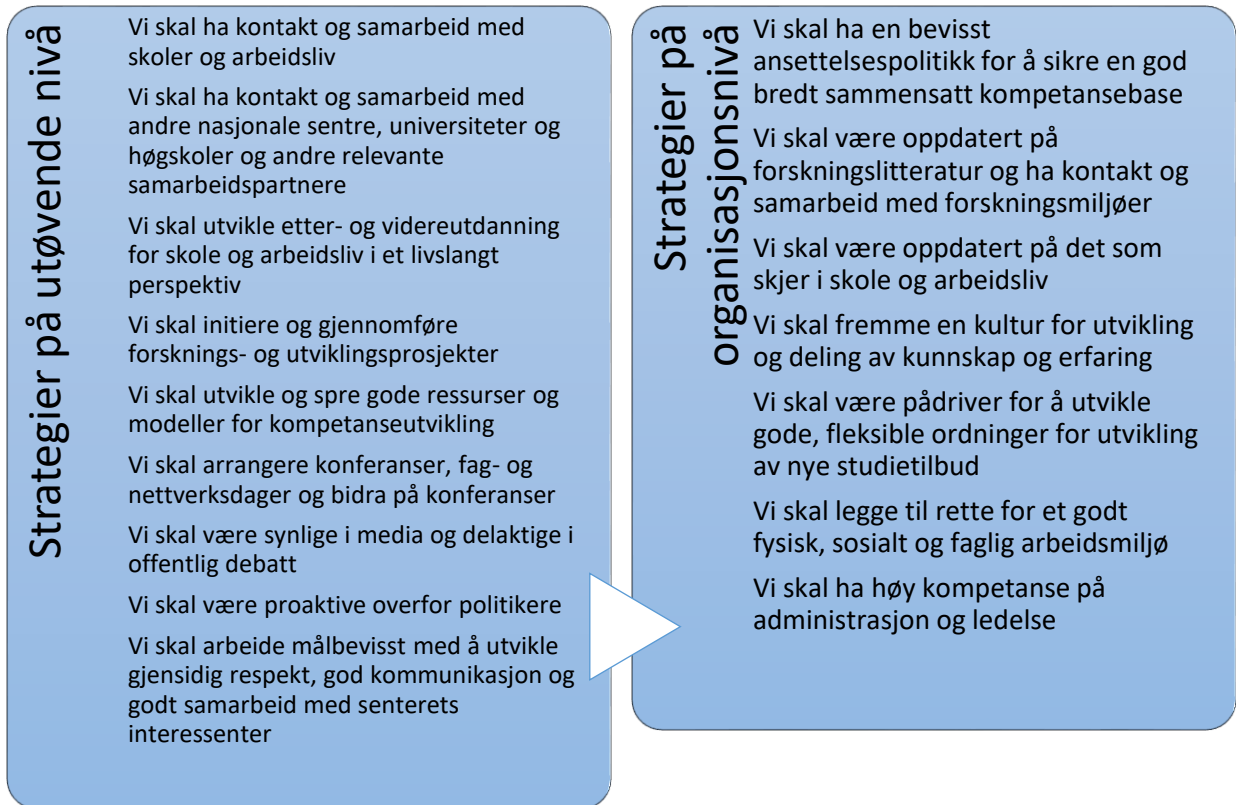 Strategier på utøvende nivå
Vi skal ha kontakt og samarbeid med
skoler og arbeidsliv
Vi skal ha kontakt og samarbeid med
andre nasjonale sentre, universiteter og
høgskoler og andre relevante
samarbeidspartnere
Vi skal utvikle etter- og videreutdanning
for skole og arbeidsliv i et livslangt
perspektiv
Vi skal initiere og gjennomføre
forsknings- og utviklingsprosjekter
Vi skal utvikle og spre gode ressurser og
modeller for kompetanseutvikling
Vi skal arrangere konferanser, fag- og
nettverksdager og bidra på konferanser
Vi skal være synlige i media og delaktige i
offentlig debatt
Vi skal være proaktive overfor politikere
Vi skal arbeide målbevisst med å utvikle
gjensidig respekt, god kommunikasjon og
godt samarbeid med senterets
interessenter
Strategier på
organisasjonsnivå
Vi skal ha en bevisst
ansettelsespolitikk for å sikre en god
bredt sammensatt kompetansebase
Vi skal være oppdatert på
forskningslitteratur og ha kontakt og
samarbeid med forskningsmiljøer
Vi skal være oppdatert på det som
skjer i skole og arbeidsliv
Vi skal fremme en kultur for utvikling
og deling av kunnskap og erfaring
Vi skal være pådriver for å utvikle
gode, fleksible ordninger for utvikling
av nye studietilbud
Vi skal legge til rette for et godt
fysisk, sosialt og faglig arbeidsmiljø
Vi skal ha høy kompetanse på
administrasjon og ledelse